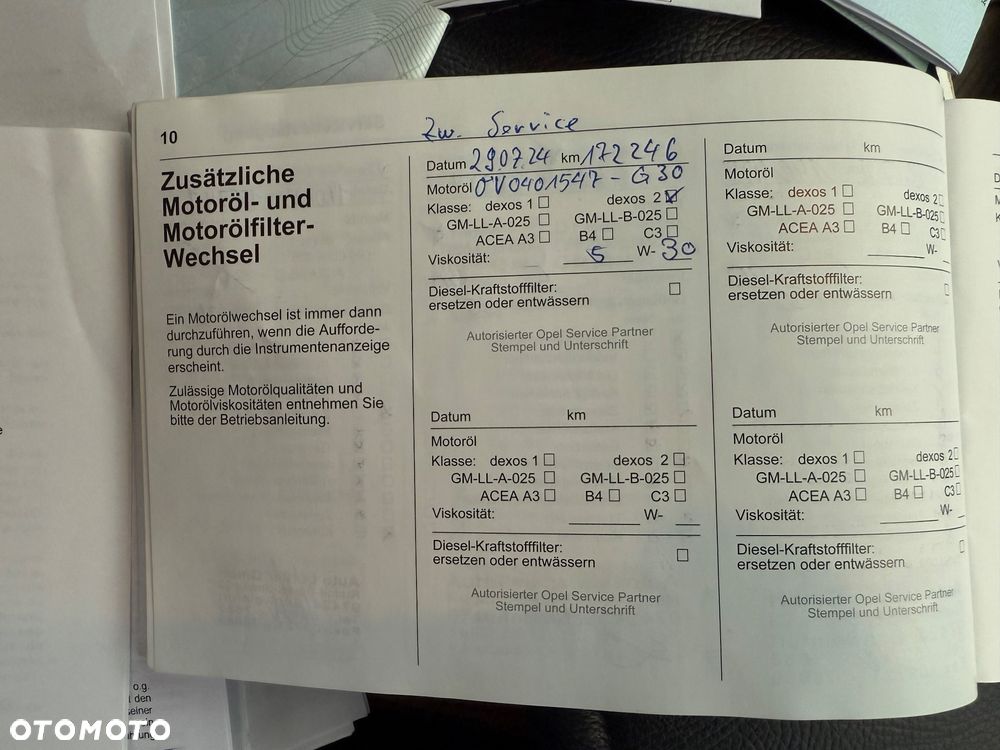 10
Zw. Service
Zusätzliche
Motoröl- und
Motorölfilter-
Wechsel
Ein Motorölwechsel ist immer dann
durchzuführen, wenn die Aufforde-
rung durch die Instrumentenanzeige
erscheint.
Zulässige Motorölqualitäten und
Motorölviskositäten entnehmen Sie
bitte der Betriebsanleitung.
Datum 29.07.24 km 172 246
Motoröl OV0401547 - G30
Klasse: dexos 1 ☐ dexos 2 ☒
GM-LL-A-025 ☐ GM-LL-B-025 ☐
ACEA A3 ☐ B4 ☐ C3 ☐
Viskosität: 5 W- 30
Diesel-Kraftstofffilter: ☐
ersetzen oder entwässern
Autorisierter Opel Service Partner
Stempel und Unterschrift
Datum km
Motoröl
Klasse: dexos 1 ☐ dexos 2 ☐
GM-LL-A-025 ☐ GM-LL-B-025 ☐
ACEA A3 ☐ B4 ☐ C3 ☐
Viskosität: W-
Diesel-Kraftstofffilter: ☐
ersetzen oder entwässern
Autorisierter Opel Service Partner
Stempel und Unterschrift
Datum km
Motoröl
Klasse: dexos 1 ☐ dexos 2 ☐
GM-LL-A-025 ☐ GM-LL-B-025 ☐
ACEA A3 ☐ B4 ☐ C3 ☐
Viskosität: W-
Diesel-Kraftstofffilter: ☐
ersetzen oder entwässern
Autorisierter Opel Service Partner
Stempel und Unterschrift
Datum km
Motoröl
Klasse: dexos 1 ☐ dexos 2 ☐
GM-LL-A-025 ☐ GM-LL-B-025 ☐
ACEA A3 ☐ B4 ☐ C3 ☐
Viskosität: W-
Diesel-Kraftstofffilter: ☐
ersetzen oder entwässern
Autorisierter Opel Service Partner
Stempel und Unterschrift
o.g.
den
OTOMOTO